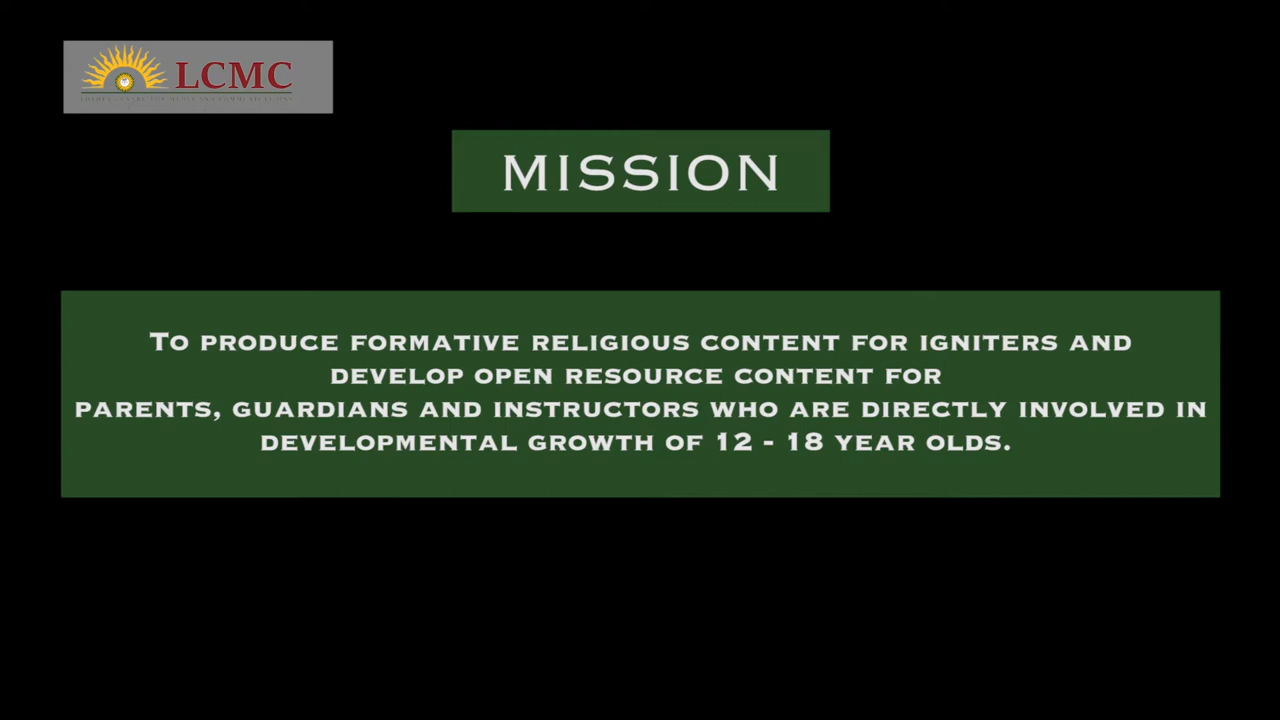 LCMC
MISSION
To produce formative religious content for igniters and
develop open resource content for
parents, guardians and instructors who are directly involved in
developmental growth of 12 - 18 year olds.